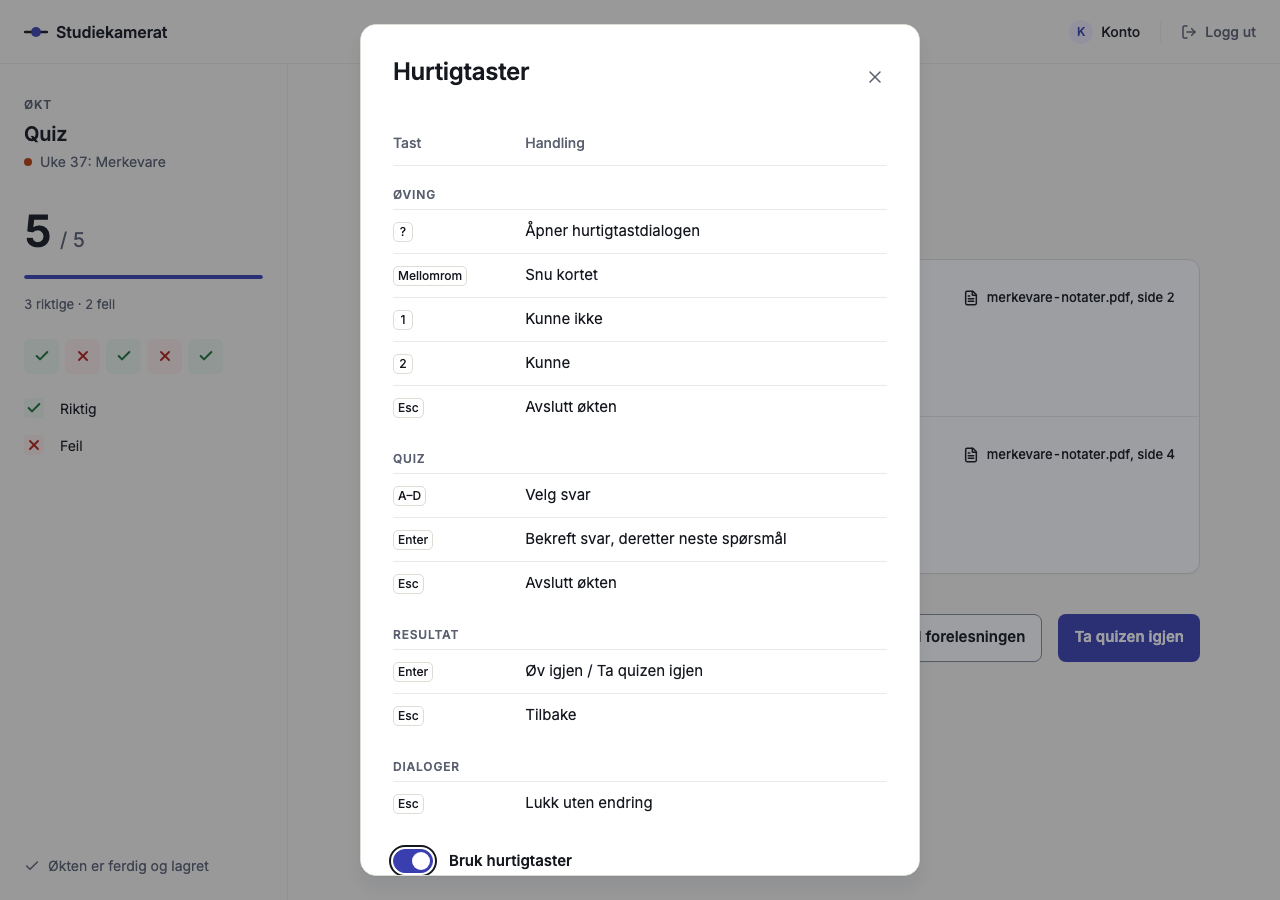 Studiekamerat
K Konto
Logg ut
ØKT
Quiz
Uke 37: Merkevare
5 / 5
3 riktige · 2 feil
Riktig
Feil
Økten er ferdig og lagret
Hurtigtaster
Tast Handling
ØVING
? Åpner hurtigtastdialogen
Mellomrom Snu kortet
1 Kunne ikke
2 Kunne
Esc Avslutt økten
QUIZ
A–D Velg svar
Enter Bekreft svar, deretter neste spørsmål
Esc Avslutt økten
RESULTAT
Enter Øv igjen / Ta quizen igjen
Esc Tilbake
DIALOGER
Esc Lukk uten endring
Bruk hurtigtaster
merkevare-notater.pdf, side 2
merkevare-notater.pdf, side 4
forelesningen
Ta quizen igjen